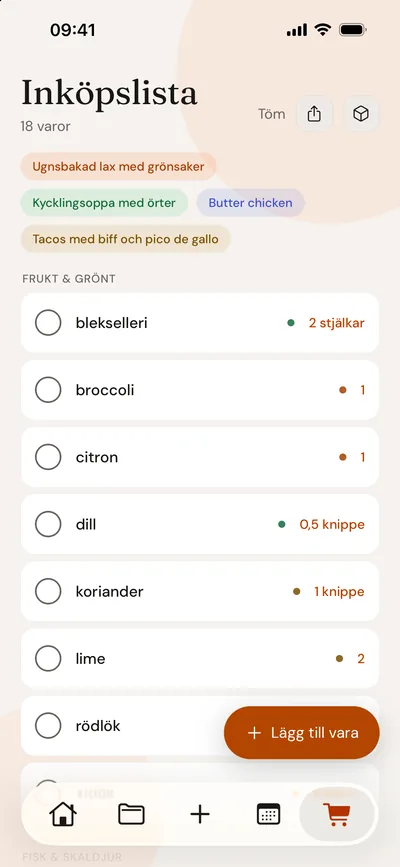 09:41
Inköpslista
18 varor
Töm
Ugnsbakad lax med grönsaker
Kycklingsoppa med örter Butter chicken
Tacos med biff och pico de gallo
FRUKT & GRÖNT
blekselleri 2 stjälkar
broccoli 1
citron 1
dill 0,5 knippe
koriander 1 knippe
lime 2
rödlök
+ Lägg till vara
FISK & SKALDJUR